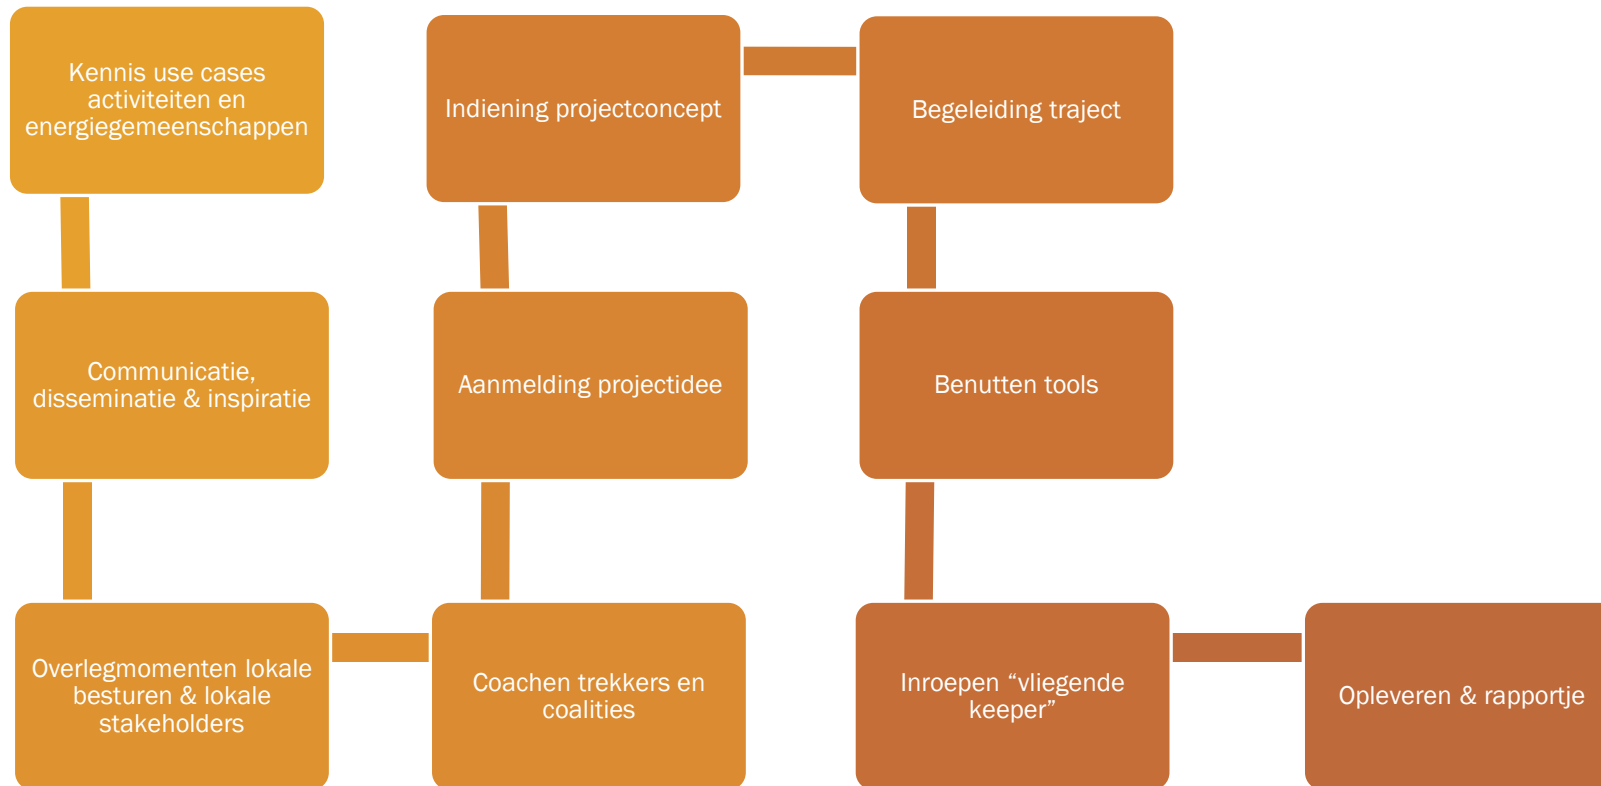 Kennis use cases
activiteiten en
energiegemeenschappen
Communicatie,
disseminatie & inspiratie
Overlegmomenten lokale
besturen & lokale
stakeholders
Coachen trekkers en
coalities
Aanmelding projectidee
Indiening projectconcept
Begeleiding traject
Benutten tools
Inroepen “vliegende
keeper”
Opleveren & rapportje